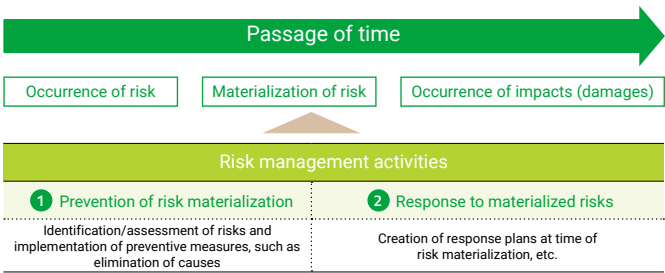 Passage of time
Occurrence of risk
Materialization of risk
Occurrence of impacts (damages)
Risk management activities
1 Prevention of risk materialization
2 Response to materialized risks
Identification/assessment of risks and
implementation of preventive measures, such as
elimination of causes
Creation of response plans at time of
risk materialization, etc.